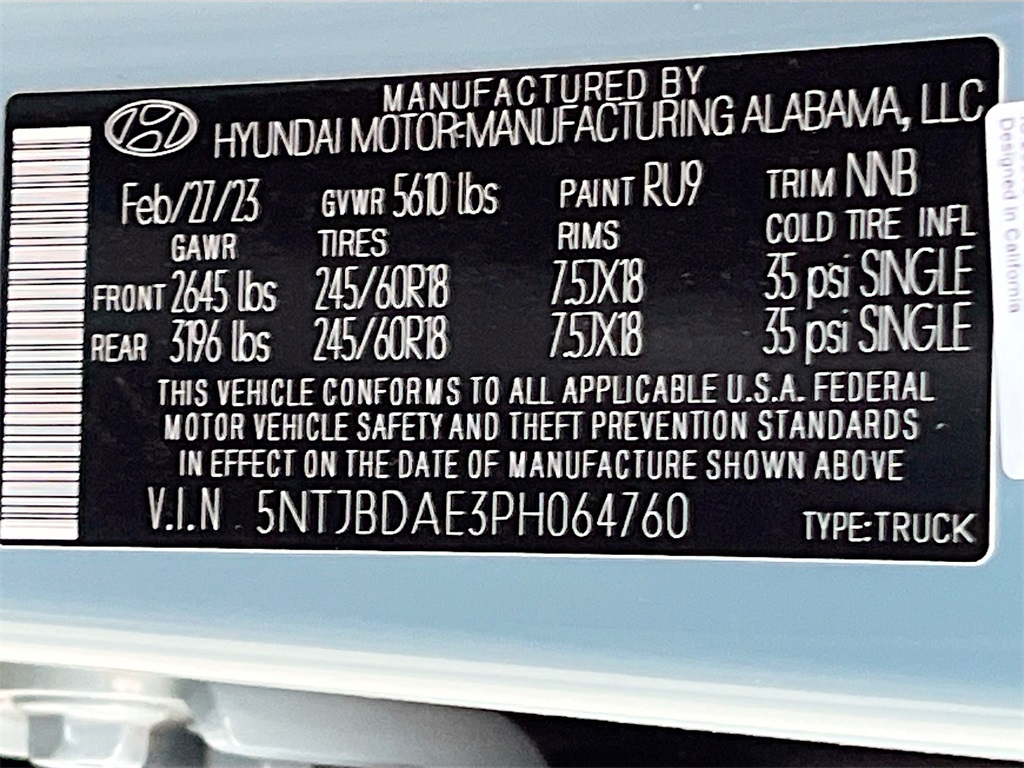 MANUFACTURED BY
HYUNDAI MOTOR-MANUFACTURING ALABAMA, LLC
Feb/27/23 GVWR 5610 lbs PAINT RU9 TRIM NNB
GAWR TIRES RIMS COLD TIRE INFL
FRONT 2645 lbs 245/60R18 7.5JX18 35 psi SINGLE
REAR 3196 lbs 245/60R18 7.5JX18 35 psi SINGLE
THIS VEHICLE CONFORMS TO ALL APPLICABLE U.S.A. FEDERAL
MOTOR VEHICLE SAFETY AND THEFT PREVENTION STANDARDS
IN EFFECT ON THE DATE OF MANUFACTURE SHOWN ABOVE
V.I.N 5NTJBDAE3PH064760 TYPE:TRUCK
Designed in California